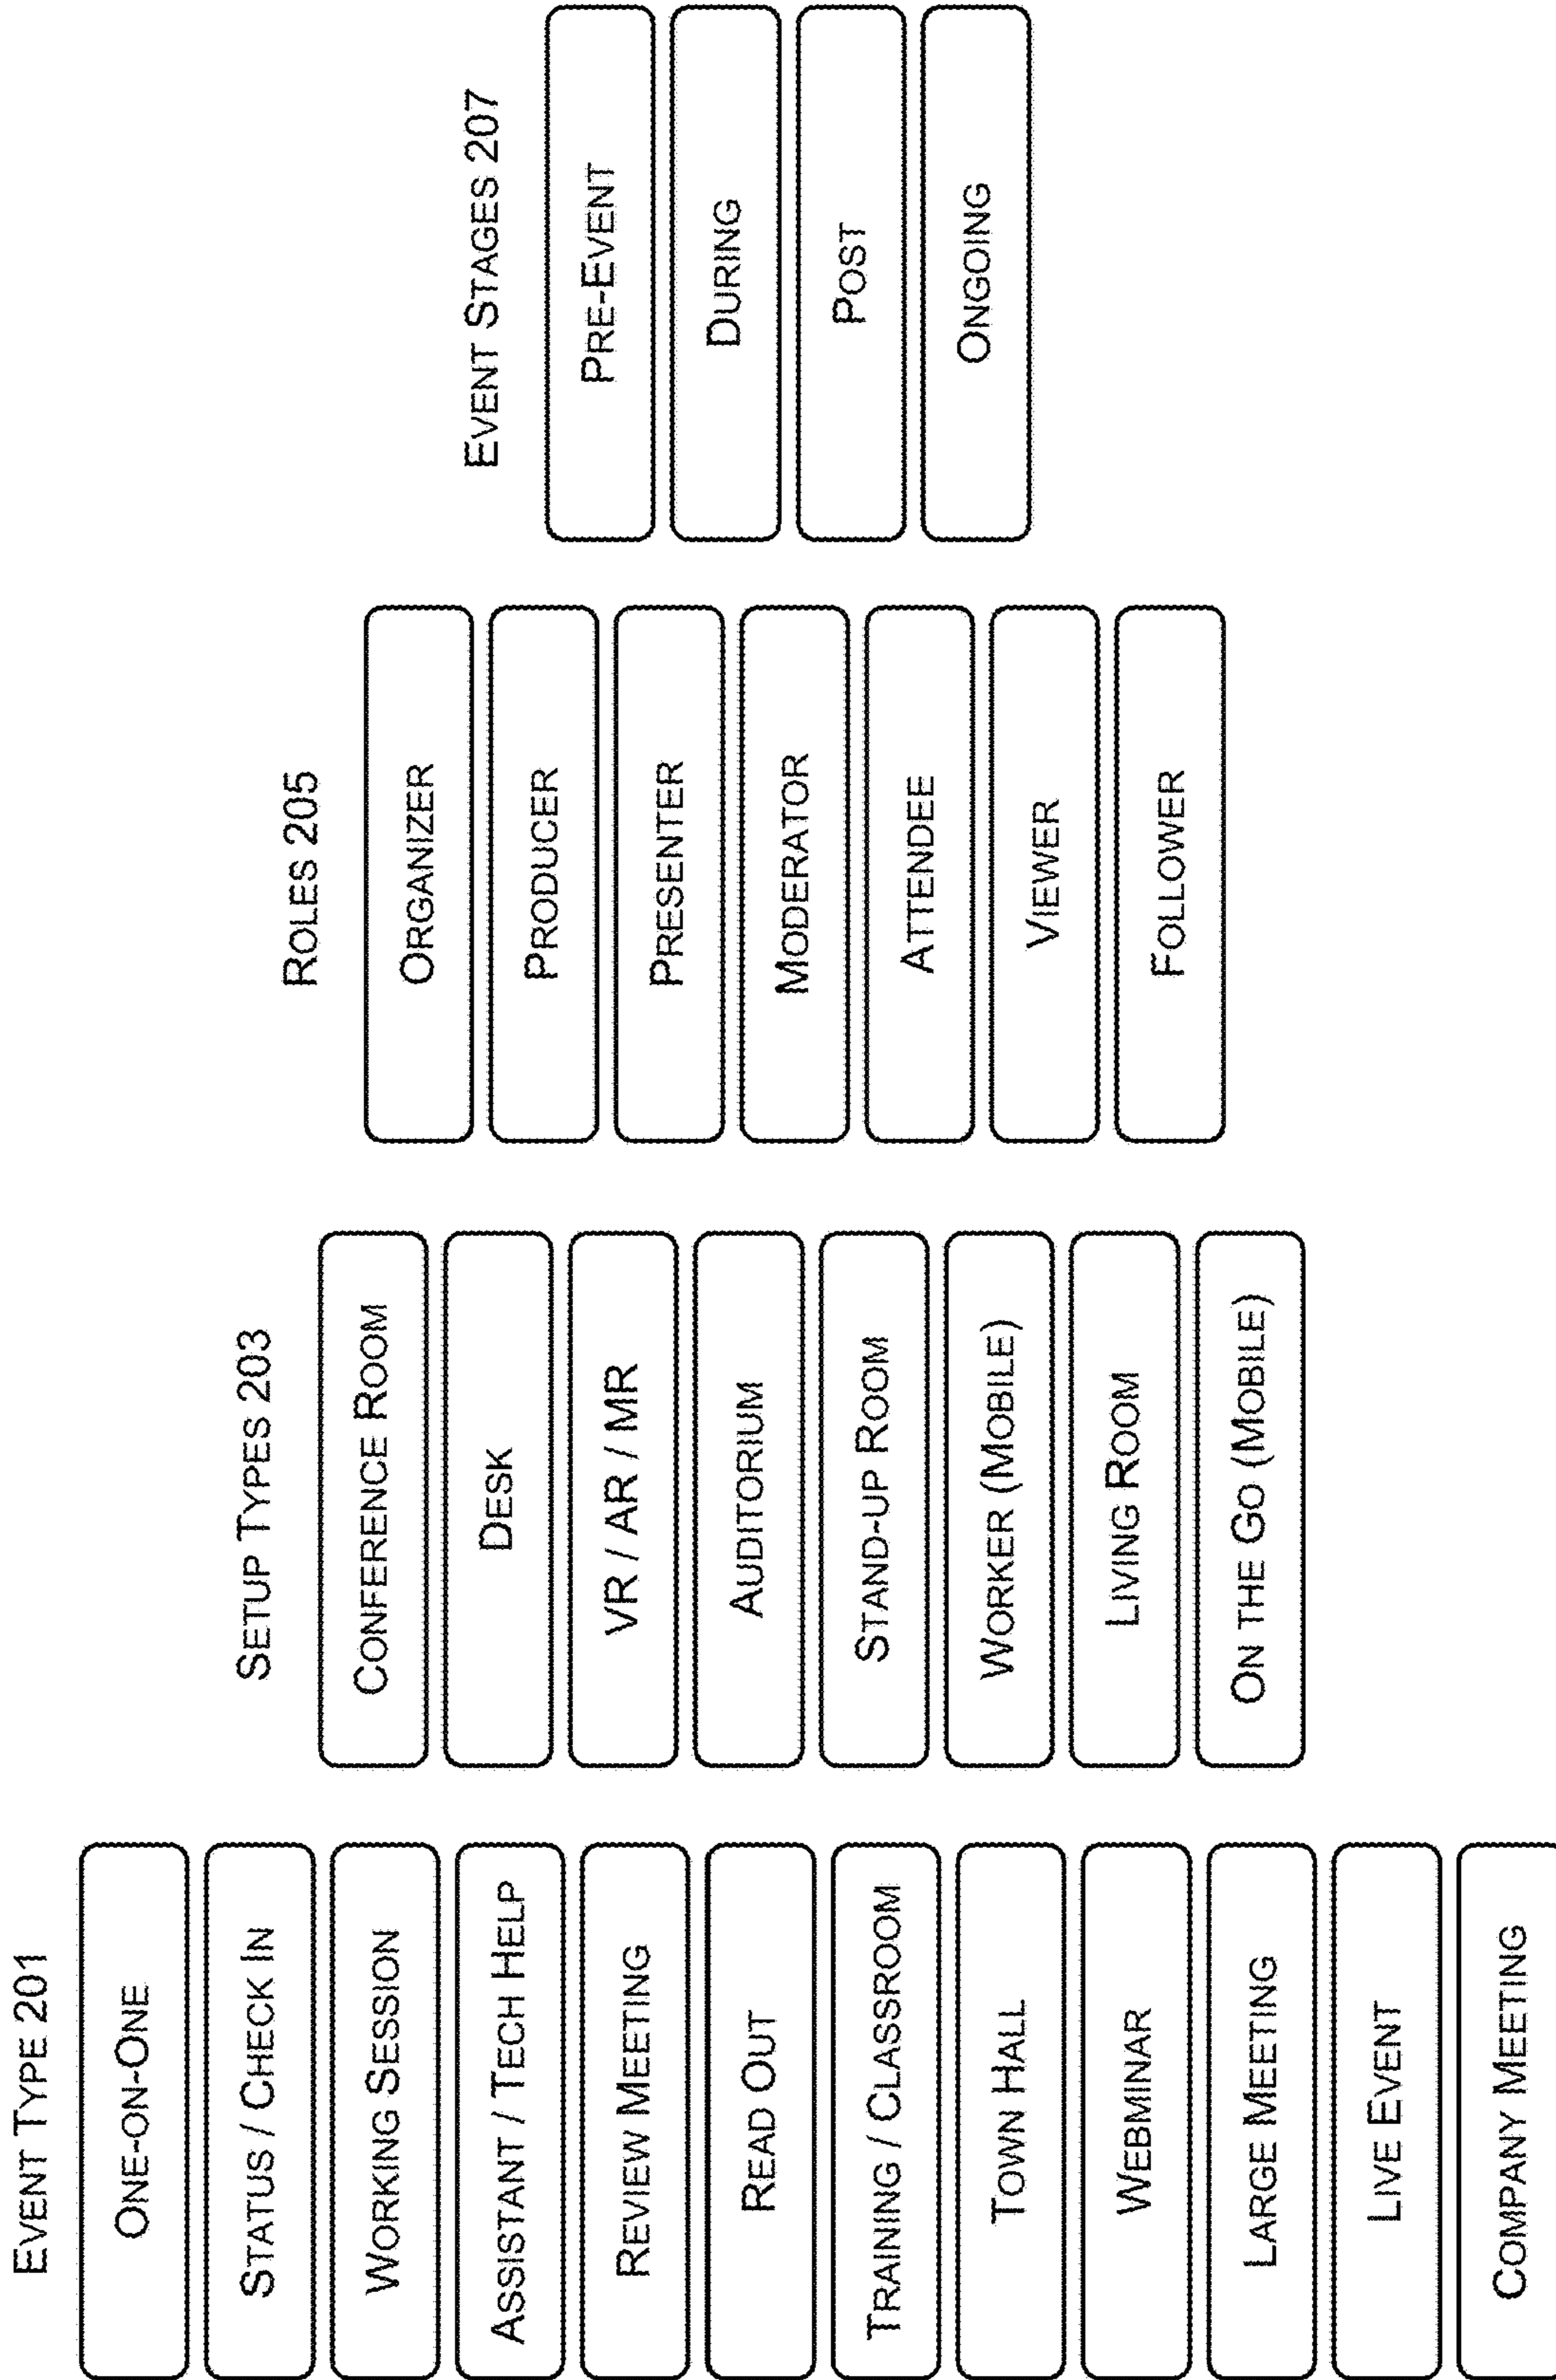 EVENT TYPE 201
ONE-ON-ONE
STATUS / CHECK IN
WORKING SESSION
ASSISTANT / TECH HELP
REVIEW MEETING
READ OUT
TRAINING / CLASSROOM
TOWN HALL
WEBMINAR
LARGE MEETING
LIVE EVENT
COMPANY MEETING
SETUP TYPES 203
CONFERENCE ROOM
DESK
VR / AR / MR
AUDITORIUM
STAND-UP ROOM
WORKER (MOBILE)
LIVING ROOM
ON THE GO (MOBILE)
ROLES 205
ORGANIZER
PRODUCER
PRESENTER
MODERATOR
ATTENDEE
VIEWER
FOLLOWER
EVENT STAGES 207
PRE-EVENT
DURING
POST
ONGOING